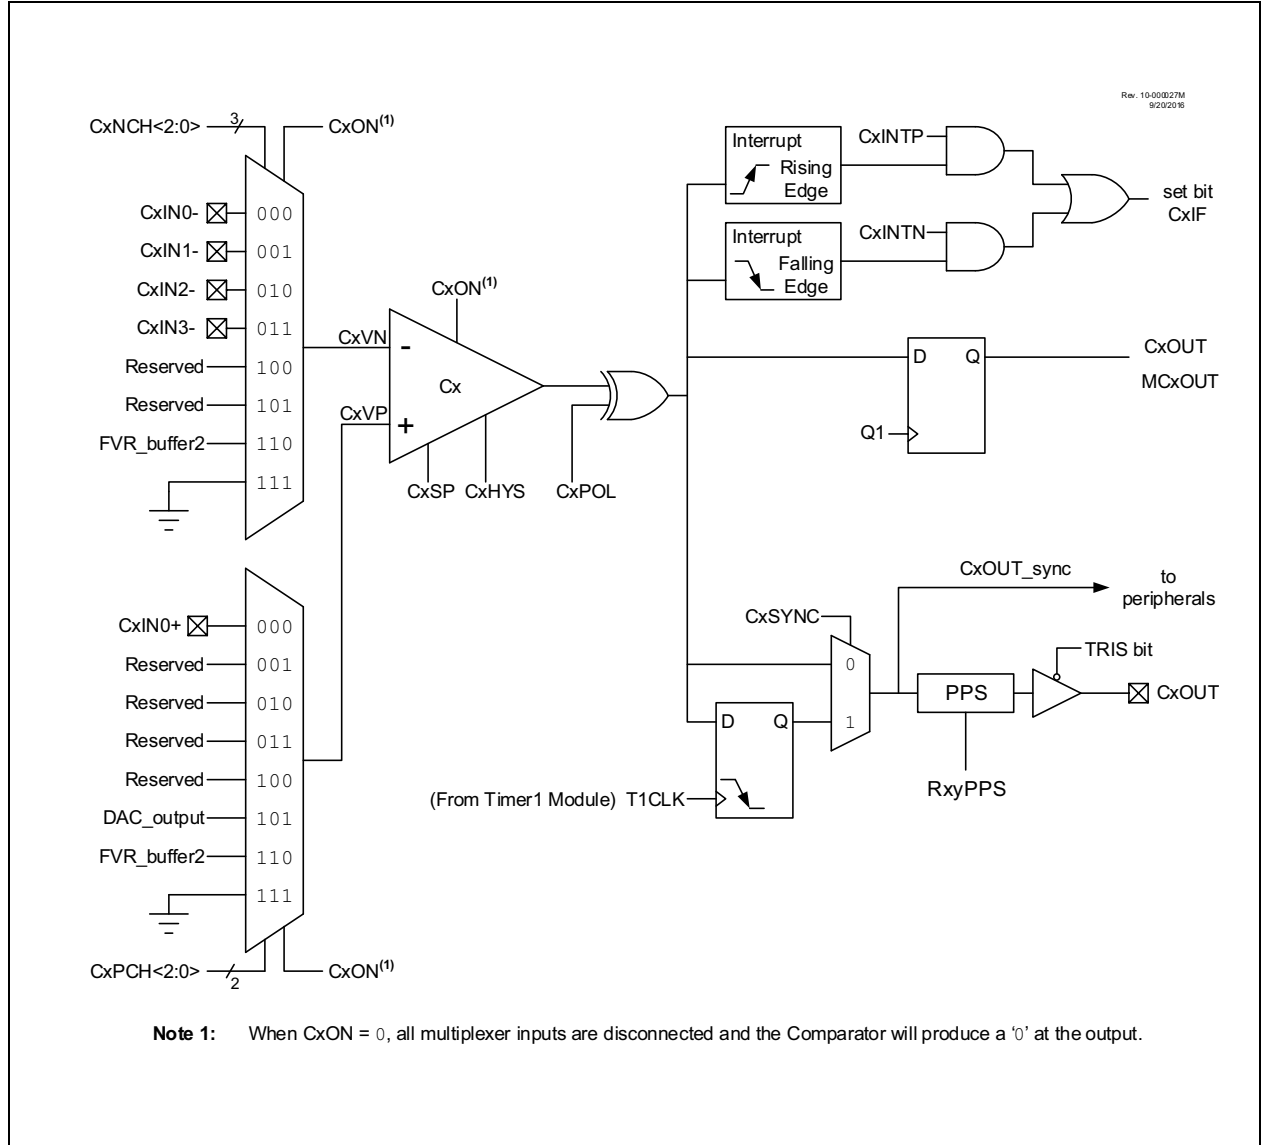 Rev. 10-000027M
9/20/2016
CxNCH<2:0>
3
CxON(1)
CxIN0-
000
CxIN1-
001
CxIN2-
010
CxIN3-
011
Reserved
100
Reserved
101
FVR_buffer2
110
111
CxVN
CxON(1)
-
Cx
CxVP
+
CxSP
CxHYS
CxPOL
Interrupt
Rising
Edge
CxINTP
Interrupt
Falling
Edge
CxINTN
set bit
CxIF
D
Q
Q1
CxOUT
MCxOUT
CxIN0+
000
Reserved
001
Reserved
010
Reserved
011
Reserved
100
DAC_output
101
FVR_buffer2
110
111
CxPCH<2:0>
2
CxON(1)
CxOUT_sync
to
peripherals
CxSYNC
0
1
D
Q
(From Timer1 Module) T1CLK
PPS
RxyPPS
TRIS bit
CxOUT
Note 1: When CxON = 0, all multiplexer inputs are disconnected and the Comparator will produce a ‘0’ at the output.